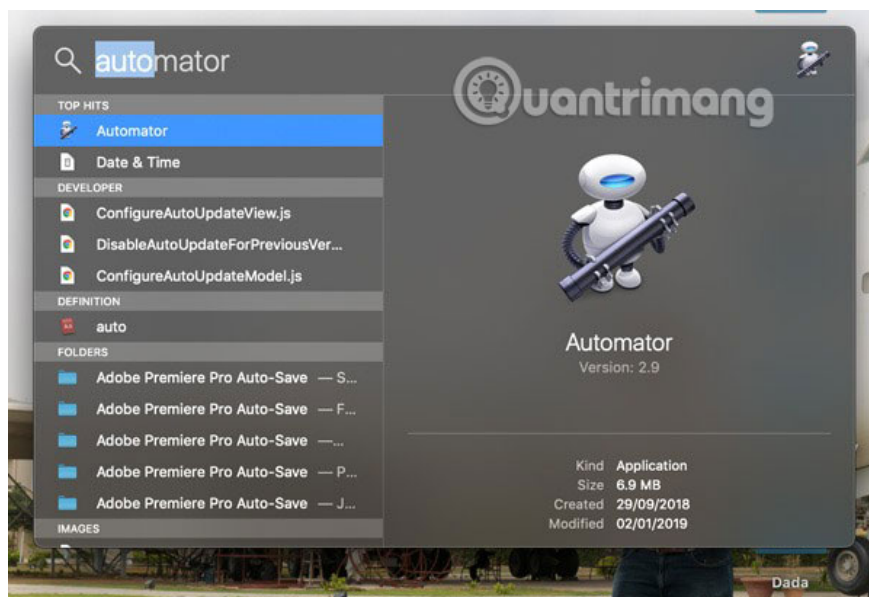 automator
Quantrimang
TOP HITS
Automator
Date & Time
DEVELOPER
ConfigureAutoUpdateView.js
DisableAutoUpdateForPreviousVer...
ConfigureAutoUpdateModel.js
DEFINITION
auto
FOLDERS
Adobe Premiere Pro Auto-Save — S...
Adobe Premiere Pro Auto-Save — F...
Adobe Premiere Pro Auto-Save —...
Adobe Premiere Pro Auto-Save — P...
Adobe Premiere Pro Auto-Save — J...
IMAGES
Automator
Version: 2.9
Kind Application
Size 6.9 MB
Created 29/09/2018
Modified 02/01/2019
Dada